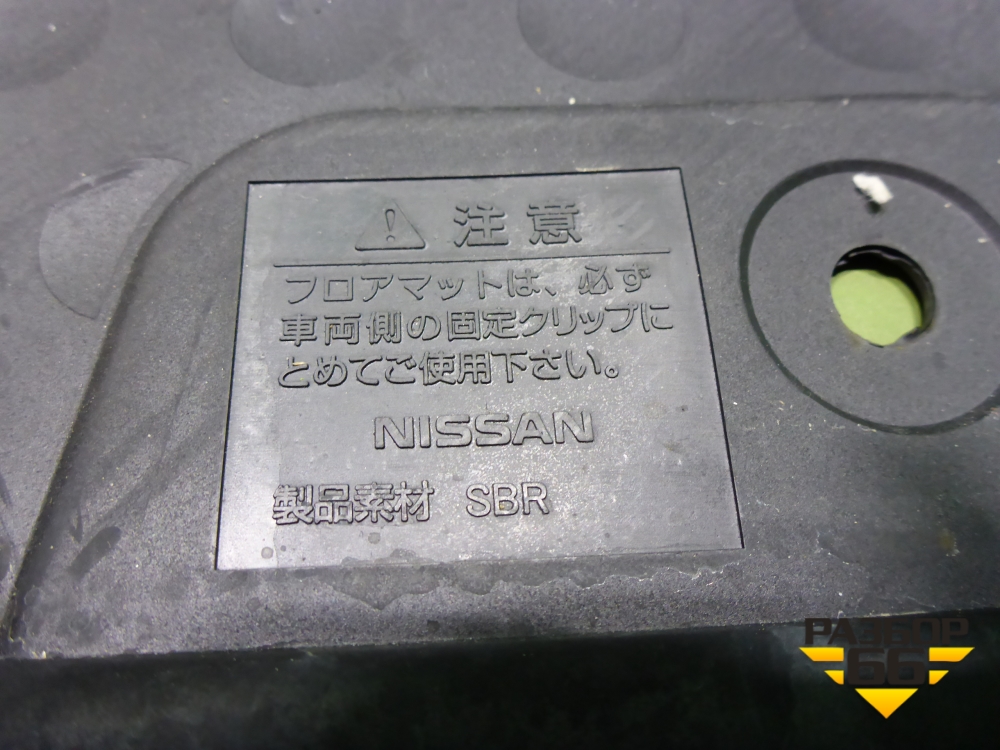 注意
フロアマットは、必ず
車両側の固定クリップに
とめてご使用下さい。
NISSAN
製品素材 SBR
РАЗБОР
66